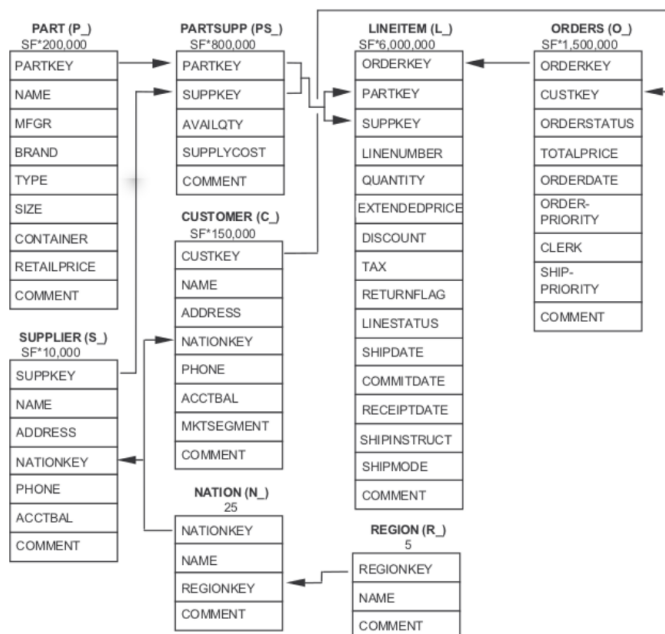 PART (P_)
SF*200,000
PARTKEY
NAME
MFGR
BRAND
TYPE
SIZE
CONTAINER
RETAILPRICE
COMMENT
SUPPLIER (S_)
SF*10,000
SUPPKEY
NAME
ADDRESS
NATIONKEY
PHONE
ACCTBAL
COMMENT
PARTSUPP (PS_)
SF*800,000
PARTKEY
SUPPKEY
AVAILQTY
SUPPLYCOST
COMMENT
CUSTOMER (C_)
SF*150,000
CUSTKEY
NAME
ADDRESS
NATIONKEY
PHONE
ACCTBAL
MKTSEGMENT
COMMENT
NATION (N_)
25
NATIONKEY
NAME
REGIONKEY
COMMENT
LINEITEM (L_)
SF*6,000,000
ORDERKEY
PARTKEY
SUPPKEY
LINENUMBER
QUANTITY
EXTENDEDPRICE
DISCOUNT
TAX
RETURNFLAG
LINESTATUS
SHIPDATE
COMMITDATE
RECEIPTDATE
SHIPINSTRUCT
SHIPMODE
COMMENT
REGION (R_)
5
REGIONKEY
NAME
COMMENT
ORDERS (O_)
SF*1,500,000
ORDERKEY
CUSTKEY
ORDERSTATUS
TOTALPRICE
ORDERDATE
ORDER-
PRIORITY
CLERK
SHIP-
PRIORITY
COMMENT